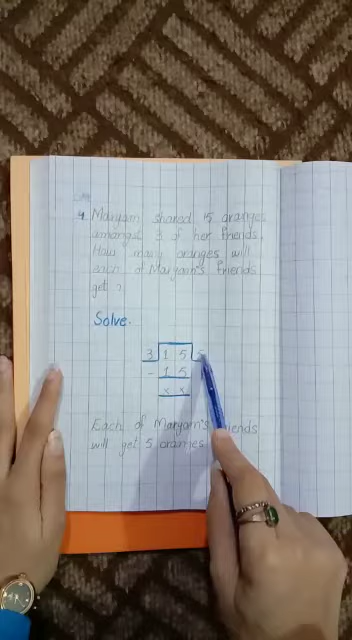 4. Maryam shared 15 oranges
amongst 3 of her friends.
How many oranges will
each of Maryam's friends
get ?
Solve.
3 1 5 5
- 1 5
x x
Each of Maryam's friends
will get 5 oranges